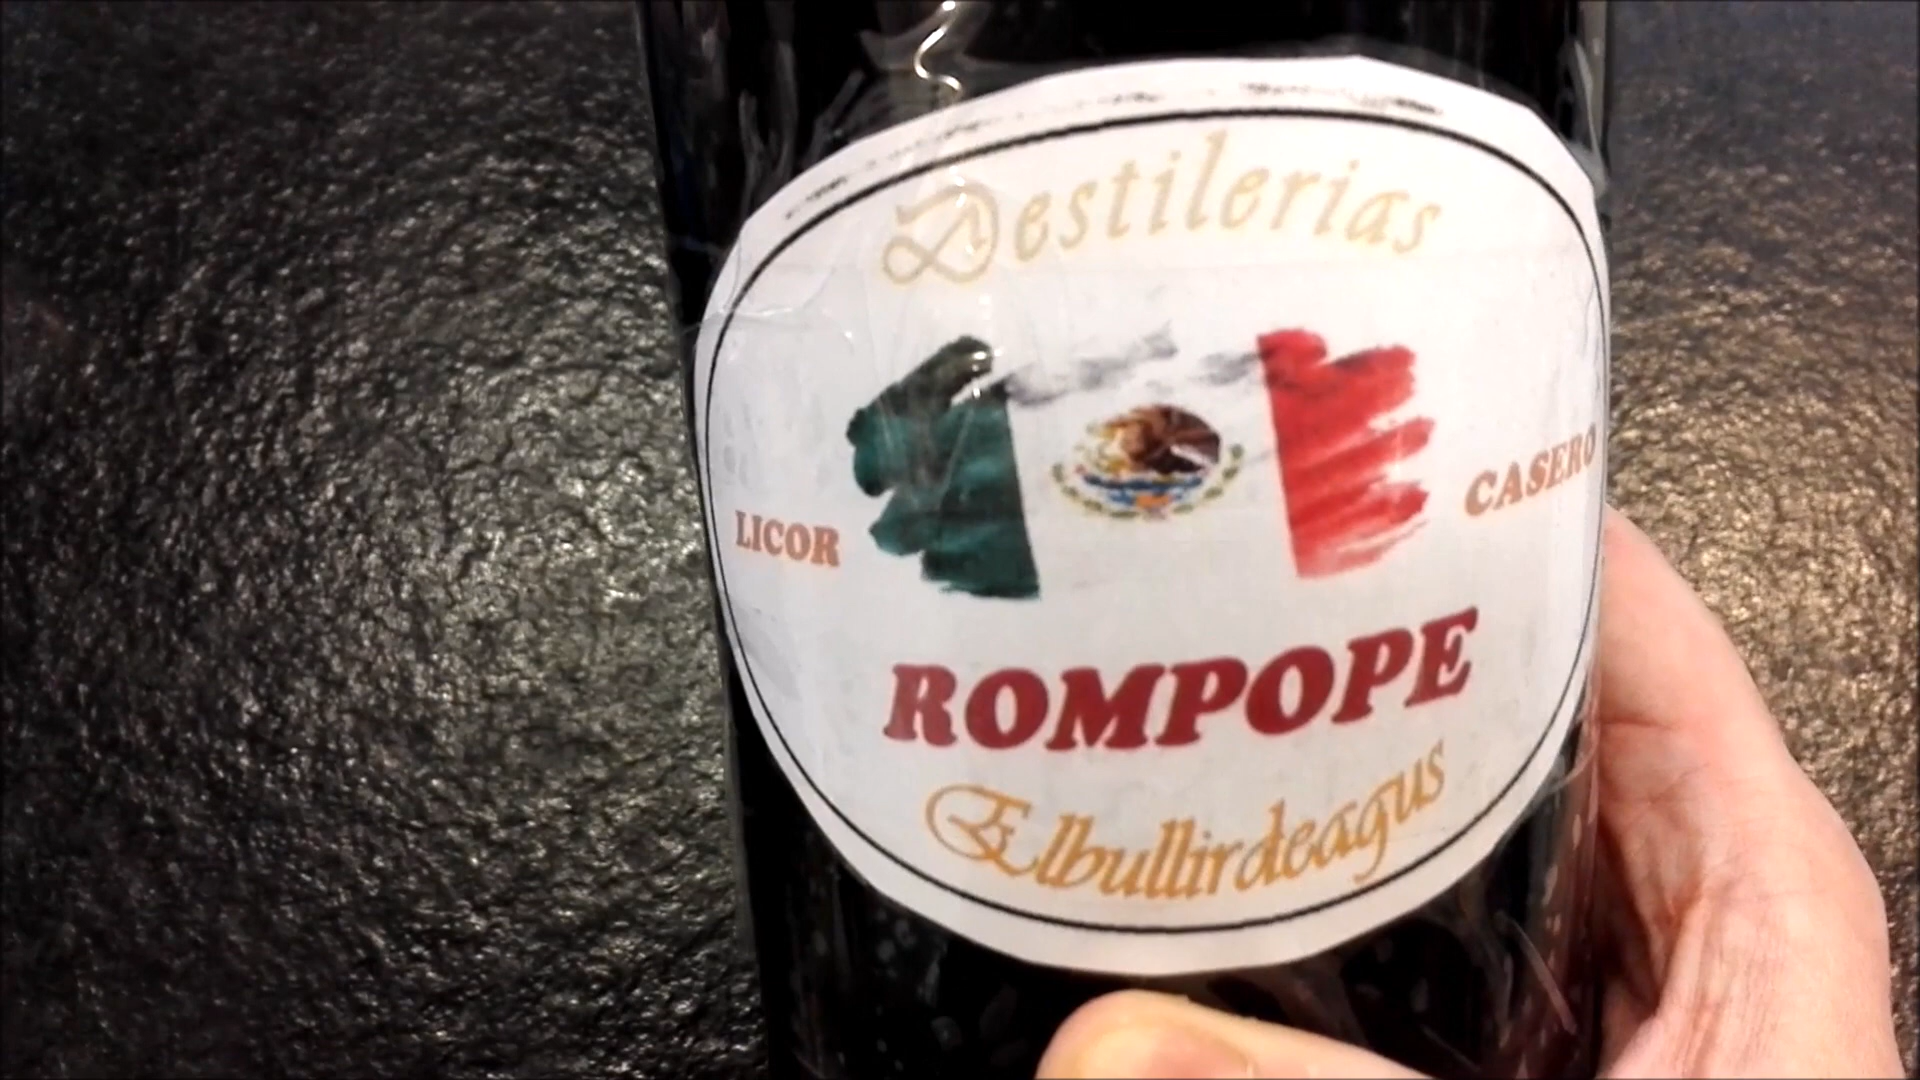 Destilerias
LICOR
CASERO
ROMPOPE
Elbullirdeagus